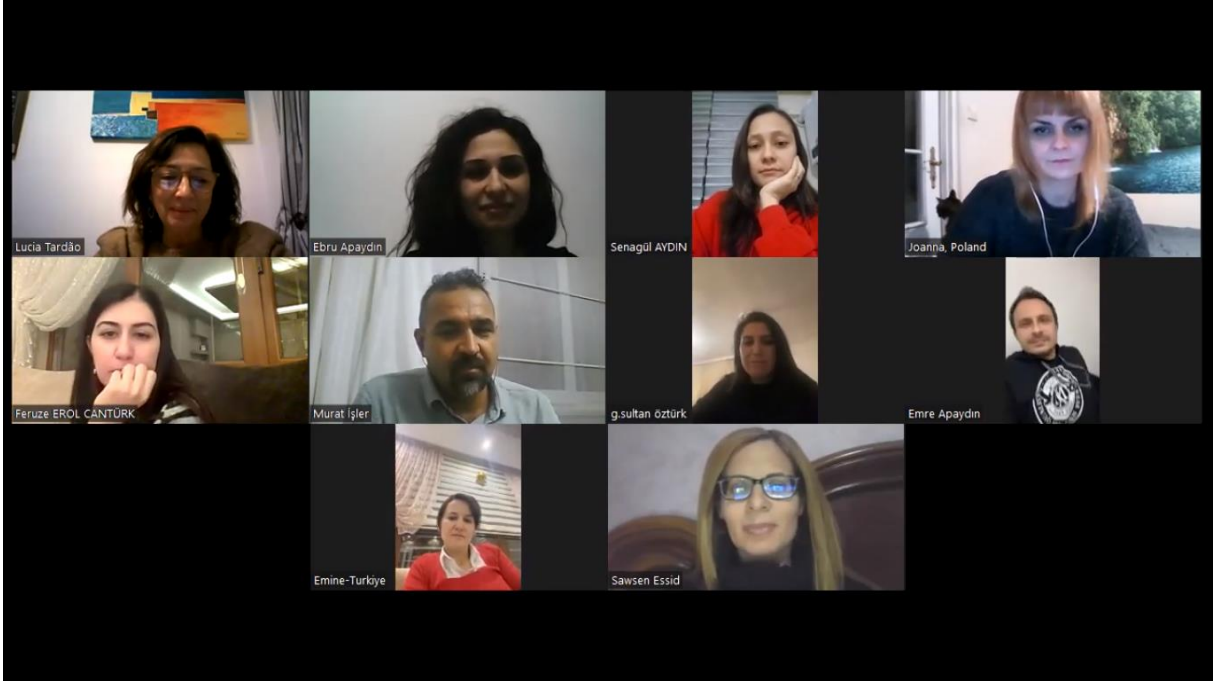 Lucia Tardão
Ebru Apaydın
Senagül AYDIN
Joanna, Poland
Feruze EROL CANTÜRK
Murat İşler
g.sultan öztürk
Emre Apaydın
Emine-Turkiye
Sawsen Essid